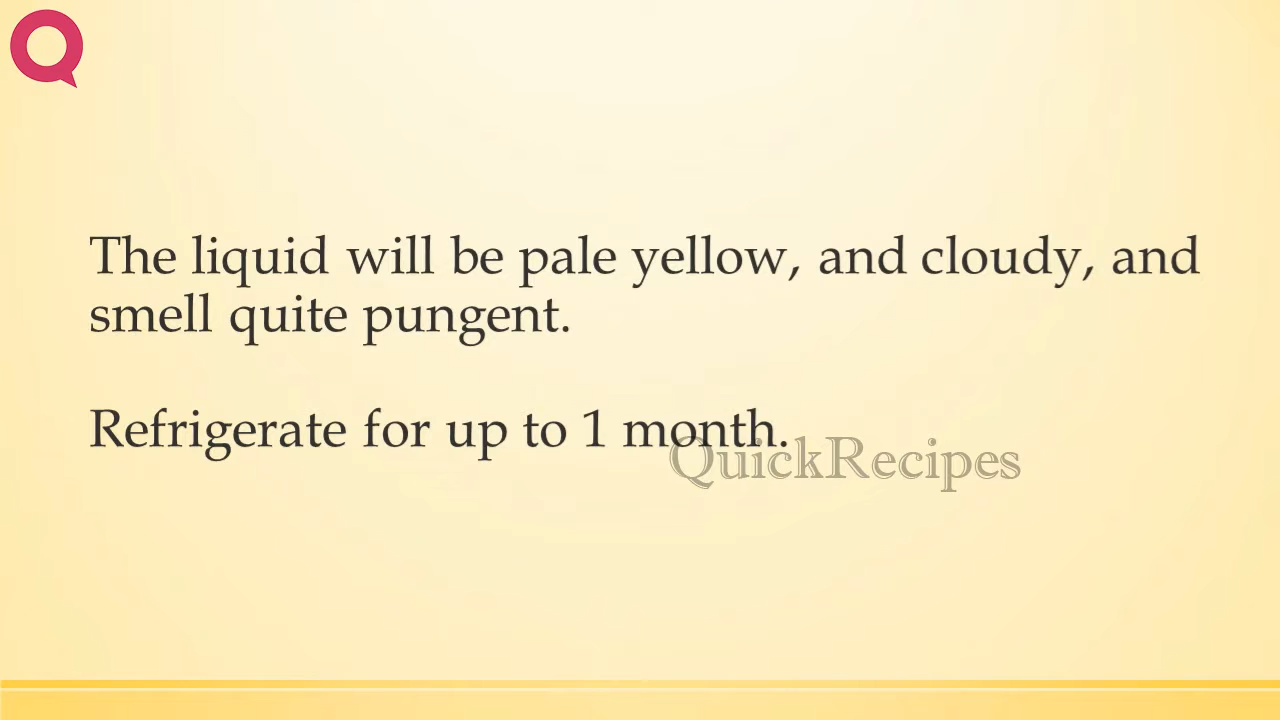 The liquid will be pale yellow, and cloudy, and
smell quite pungent.
Refrigerate for up to 1 month.
QuickRecipes